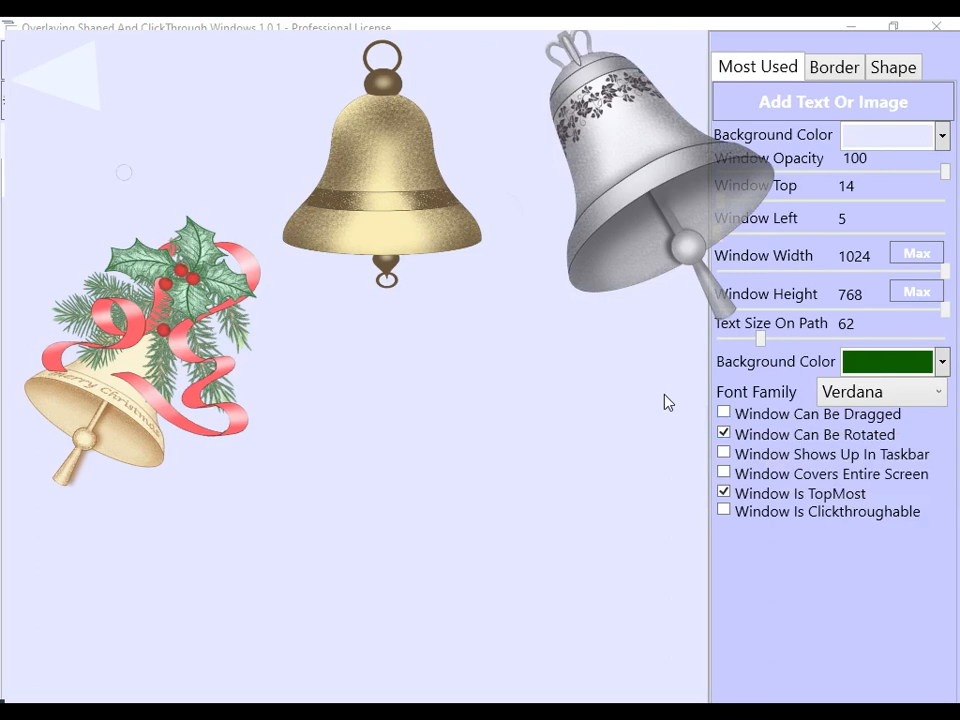 Overlaying Shaped And ClickThrough Windows 1.0.1 - Professional License
Most Used
Border
Shape
Add Text Or Image
Background Color
Window Opacity 100
Window Top 14
Window Left 5
Window Width 1024 Max
Window Height 768 Max
Text Size On Path 62
Background Color
Font Family Verdana
Window Can Be Dragged
Window Can Be Rotated
Window Shows Up In Taskbar
Window Covers Entire Screen
Window Is TopMost
Window Is Clickthroughable
Merry Christmas